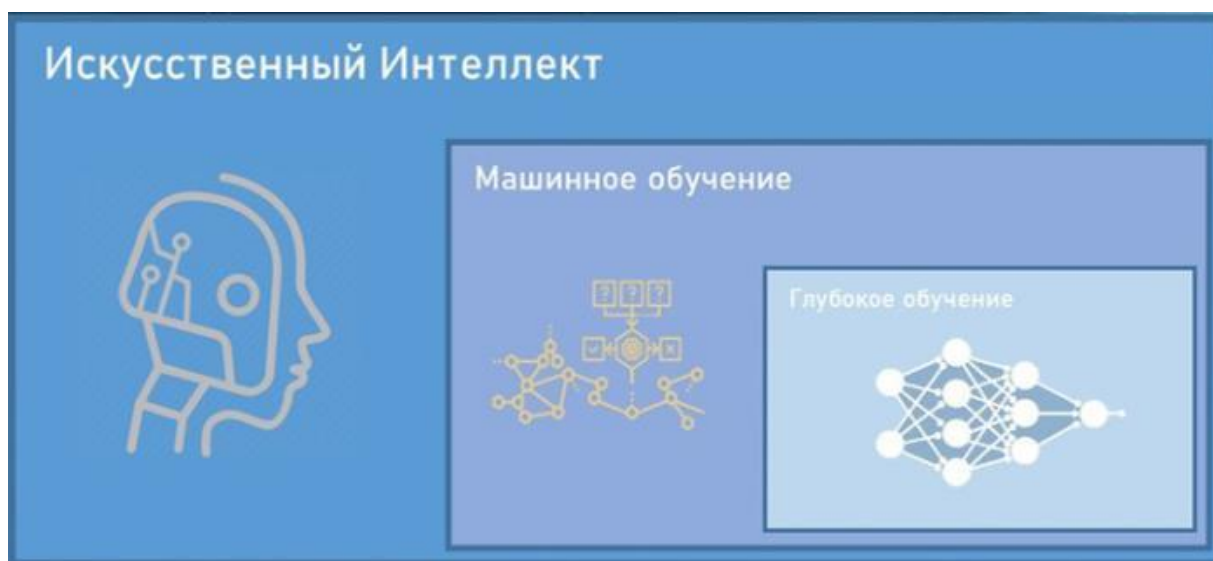 Искусственный Интеллект
Машинное обучение
? ? ?
Глубокое обучение